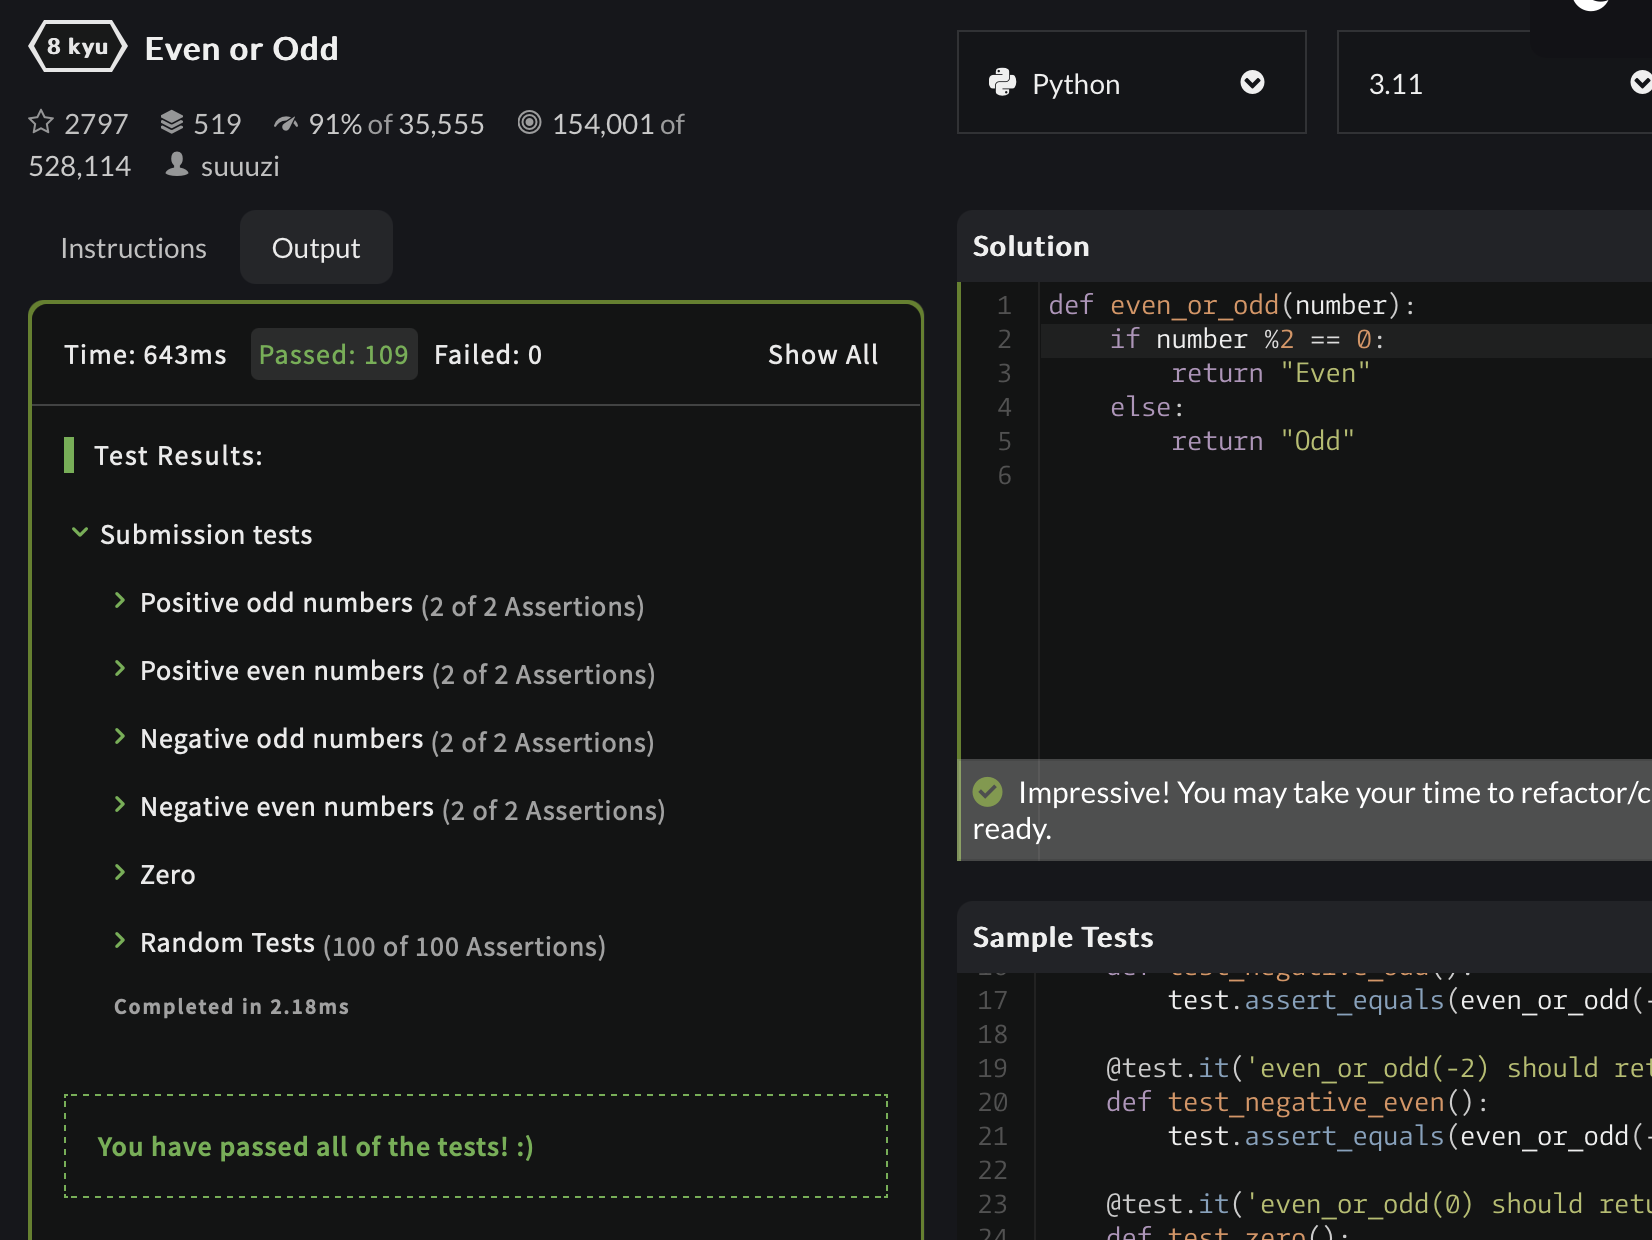 8 kyu Even or Odd
2797 519 91% of 35,555 154,001 of
528,114 suuuzi
Instructions Output
Time: 643ms Passed: 109 Failed: 0 Show All
Test Results:
Submission tests
Positive odd numbers (2 of 2 Assertions)
Positive even numbers (2 of 2 Assertions)
Negative odd numbers (2 of 2 Assertions)
Negative even numbers (2 of 2 Assertions)
Zero
Random Tests (100 of 100 Assertions)
Completed in 2.18ms
You have passed all of the tests! :)
Python 3.11
Solution
1 def even_or_odd(number):
2 if number %2 == 0:
3 return "Even"
4 else:
5 return "Odd"
6
Impressive! You may take your time to refactor/c
ready.
Sample Tests
def test_negative_odd():
17 test.assert_equals(even_or_odd(-
18
19 @test.it('even_or_odd(-2) should ret
20 def test_negative_even():
21 test.assert_equals(even_or_odd(-
22
23 @test.it('even_or_odd(0) should retu
24 def test_zero():